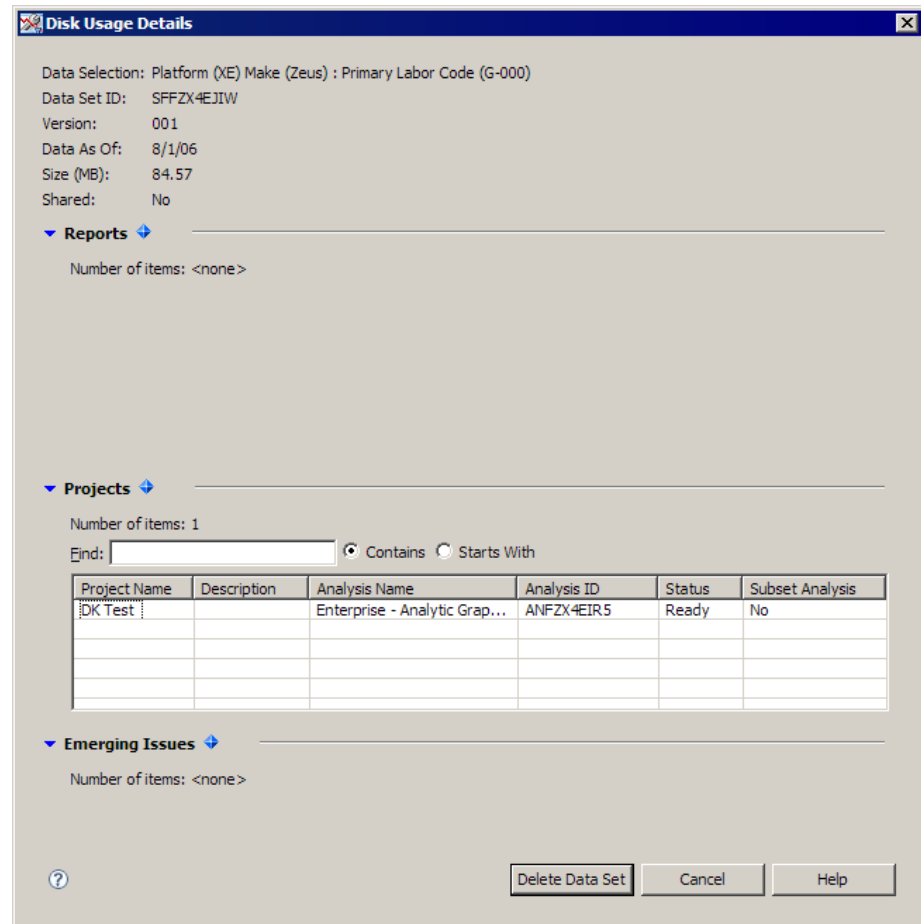 Disk Usage Details
Data Selection: Platform (XE) Make (Zeus) : Primary Labor Code (G-000)
Data Set ID: SFFZX4EJIW
Version: 001
Data As Of: 8/1/06
Size (MB): 84.57
Shared: No
Reports
Number of items: <none>
Projects
Number of items: 1
Find: Contains Starts With
Project Name Description Analysis Name Analysis ID Status Subset Analysis
DK Test Enterprise - Analytic Grap... ANFZX4EIR5 Ready No
Emerging Issues
Number of items: <none>
? Delete Data Set Cancel Help